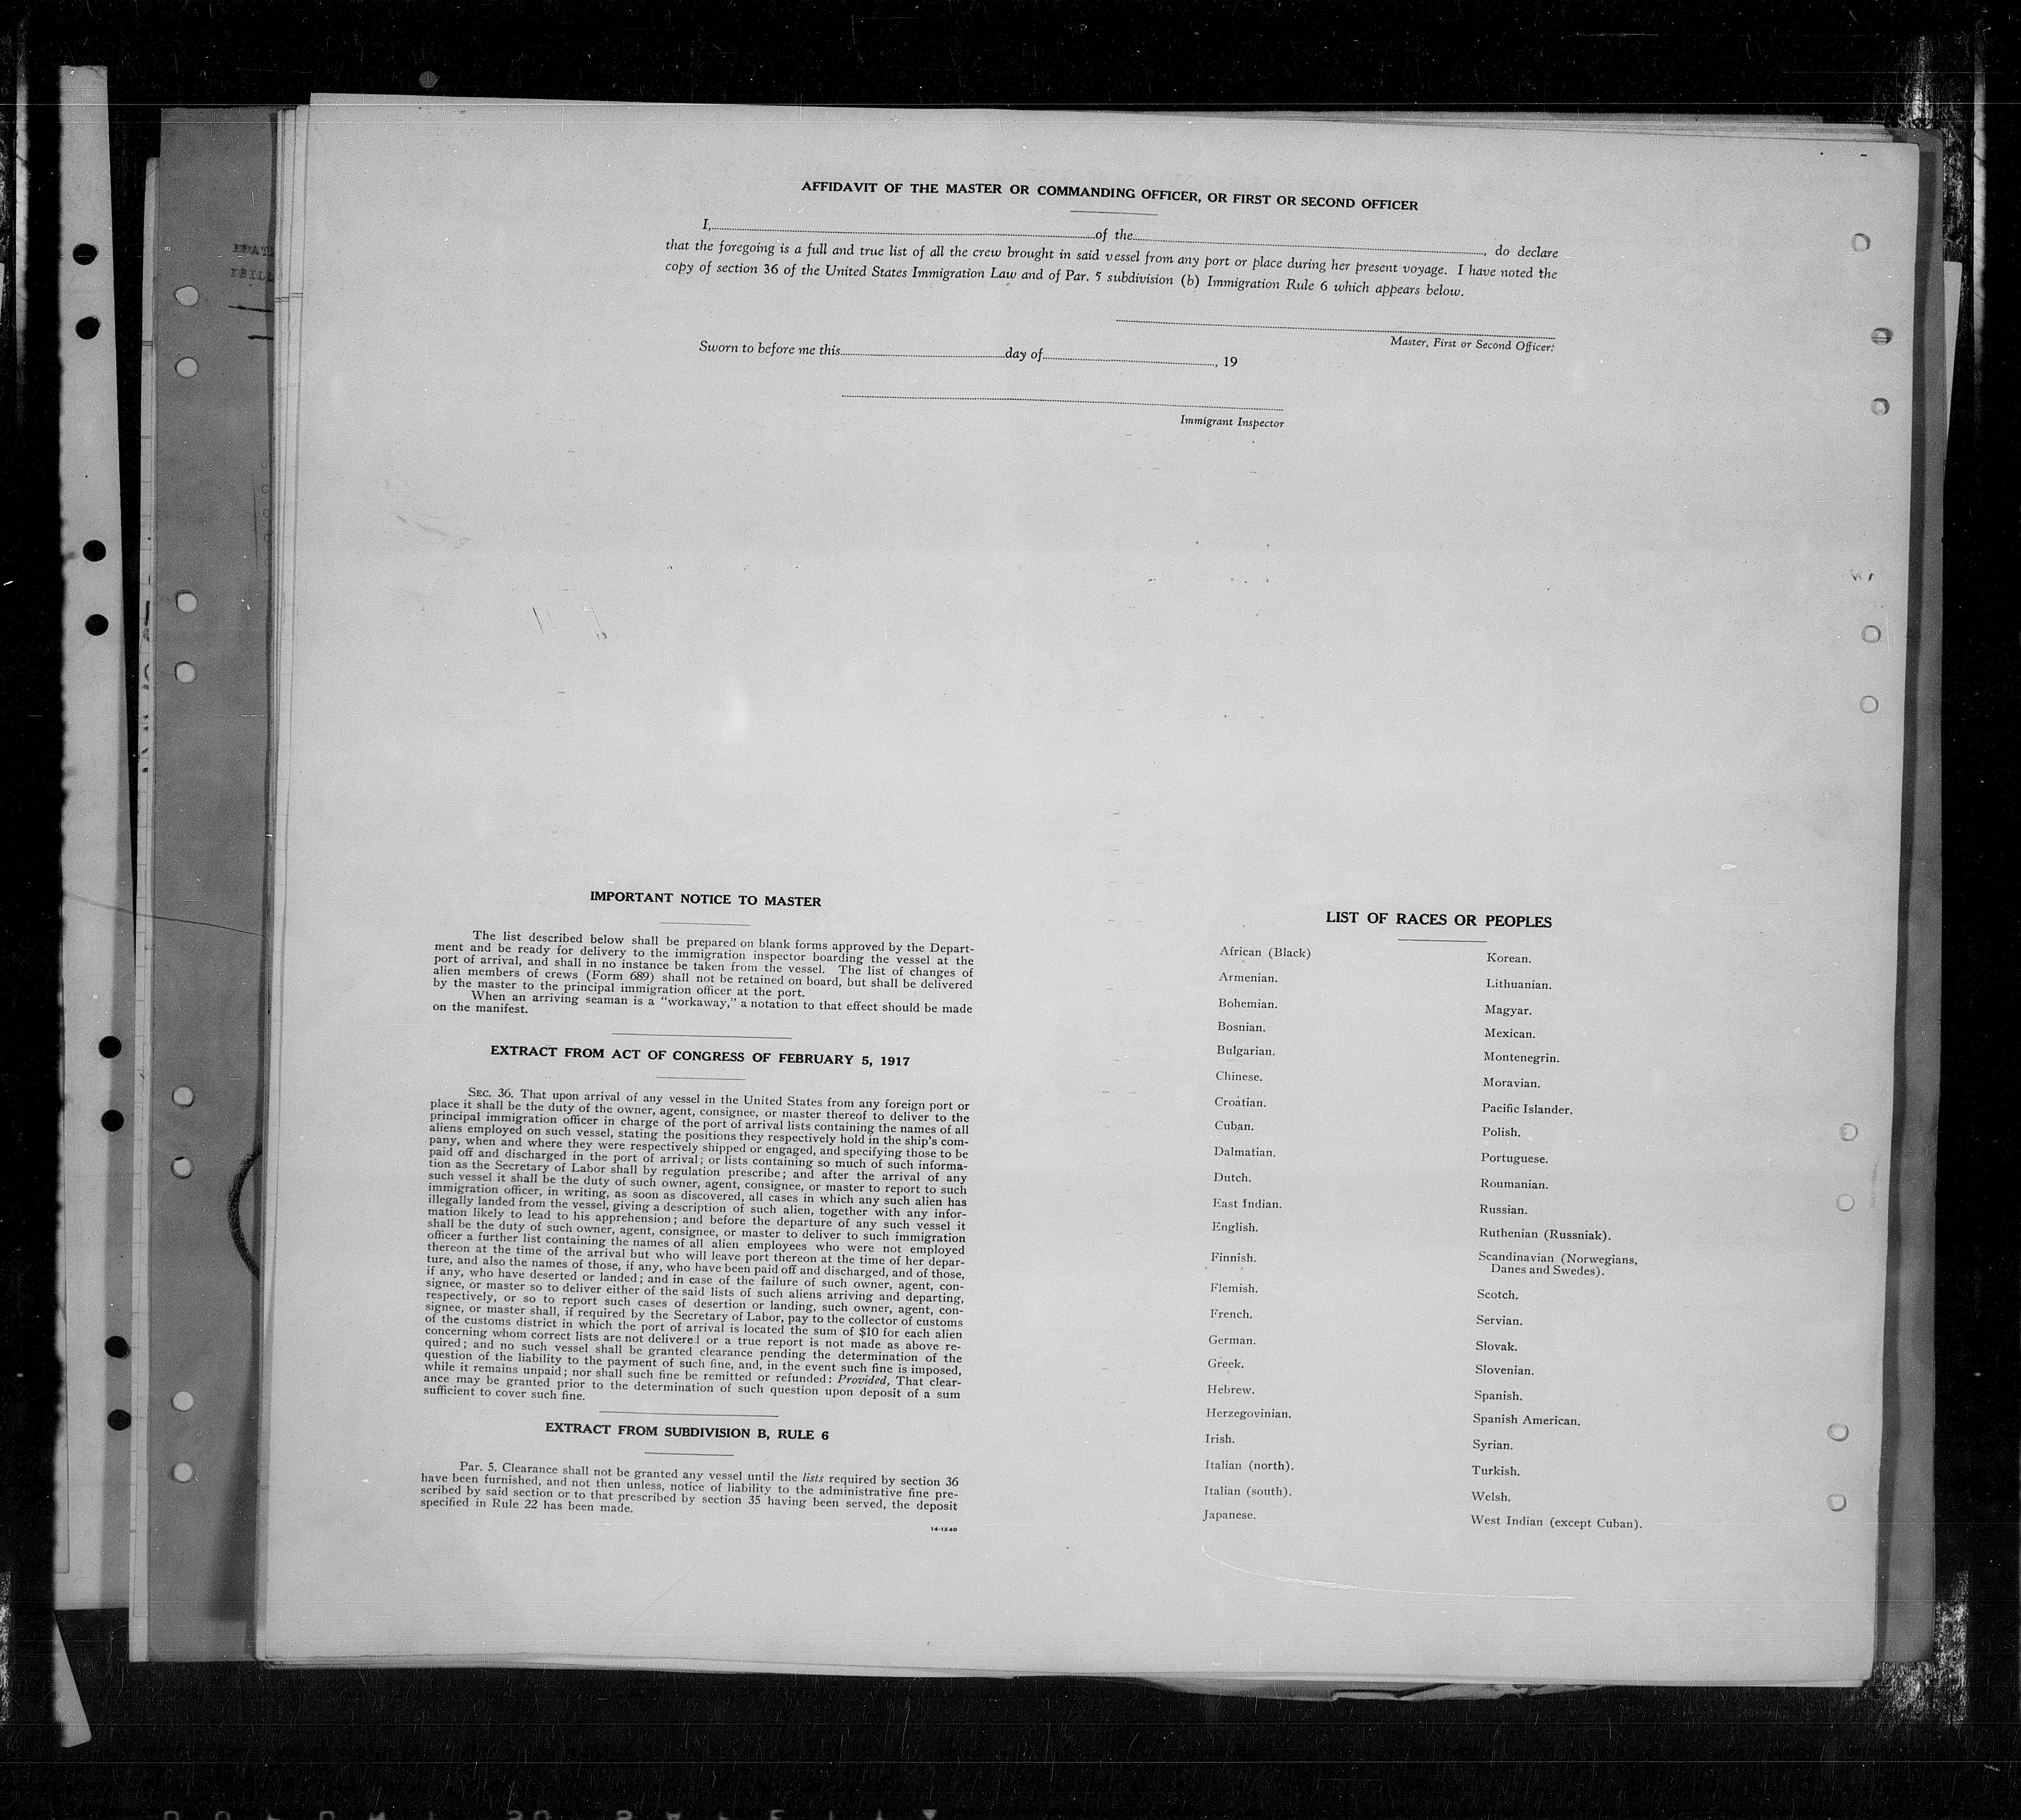 AFFIDAVIT OF THE MASTER OR COMMANDING OFFICER, OR FIRST OR SECOND OFFICER
I, of the , do declare
that the foregoing is a full and true list of all the crew brought in said vessel from any port or place during her present voyage. I have noted the
copy of section 36 of the United States Immigration Law and of Par. 5 subdivision (b) Immigration Rule 6 which appears below.
Master, First or Second Officer.
Sworn to before me this day of , 19
Immigrant Inspector
IMPORTANT NOTICE TO MASTER
The list described below shall be prepared on blank forms approved by the Depart-
ment and be ready for delivery to the immigration inspector boarding the vessel at the
port of arrival, and shall in no instance be taken from the vessel. The list of changes of
alien members of crews (Form 689) shall not be retained on board, but shall be delivered
by the master to the principal immigration officer at the port.
When an arriving seaman is a “workaway,” a notation to that effect should be made
on the manifest.
EXTRACT FROM ACT OF CONGRESS OF FEBRUARY 5, 1917
SEC. 36. That upon arrival of any vessel in the United States from any foreign port or
place it shall be the duty of the owner, agent, consignee, or master thereof to deliver to the
principal immigration officer in charge of the port of arrival lists containing the names of all
aliens employed on such vessel, stating the positions they respectively hold in the ship's com-
pany, when and where they were respectively shipped or engaged, and specifying those to be
paid off and discharged in the port of arrival; or lists containing so much of such informa-
tion as the Secretary of Labor shall by regulation prescribe; and after the arrival of any
such vessel it shall be the duty of such owner, agent, consignee, or master to report to such
immigration officer, in writing, as soon as discovered, all cases in which any such alien has
illegally landed from the vessel, giving a description of such alien, together with any infor-
mation likely to lead to his apprehension; and before the departure of any such vessel it
shall be the duty of such owner, agent, consignee, or master to deliver to such immigration
officer a further list containing the names of all alien employees who were not employed
thereon at the time of the arrival but who will leave port thereon at the time of her depar-
ture, and also the names of those, if any, who have been paid off and discharged, and of those,
if any, who have deserted or landed; and in case of the failure of such owner, agent, con-
signee, or master so to deliver either of the said lists of such aliens arriving and departing,
respectively, or so to report such cases of desertion or landing, such owner, agent, con-
signee, or master shall, if required by the Secretary of Labor, pay to the collector of customs
of the customs district in which the port of arrival is located the sum of $10 for each alien
concerning whom correct lists are not delivered or a true report is not made as above re-
quired; and no such vessel shall be granted clearance pending the determination of the
question of the liability to the payment of such fine, and, in the event such fine is imposed,
while it remains unpaid; nor shall such fine be remitted or refunded: Provided, That clear-
ance may be granted prior to the determination of such question upon deposit of a sum
sufficient to cover such fine.
EXTRACT FROM SUBDIVISION B, RULE 6
Par. 5. Clearance shall not be granted any vessel until the lists required by section 36
have been furnished, and not then unless, notice of liability to the administrative fine pre-
scribed by said section or to that prescribed by section 35 having been served, the deposit
specified in Rule 22 has been made.
14-1240
LIST OF RACES OR PEOPLES
African (Black)
Armenian.
Bohemian.
Bosnian.
Bulgarian.
Chinese.
Croatian.
Cuban.
Dalmatian.
Dutch.
East Indian.
English.
Finnish.
Flemish.
French.
German.
Greek.
Hebrew.
Herzegovinian.
Irish.
Italian (north).
Italian (south).
Japanese.
Korean.
Lithuanian.
Magyar.
Mexican.
Montenegrin.
Moravian.
Pacific Islander.
Polish.
Portuguese.
Roumanian.
Russian.
Ruthenian (Russniak).
Scandinavian (Norwegians,
Danes and Swedes).
Scotch.
Servian.
Slovak.
Slovenian.
Spanish.
Spanish American.
Syrian.
Turkish.
Welsh.
West Indian (except Cuban).